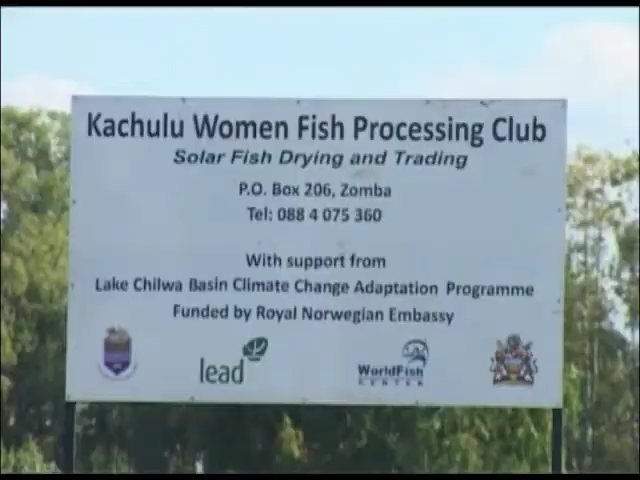 Kachulu Women Fish Processing Club
Solar Fish Drying and Trading
P.O. Box 206, Zomba
Tel: 088 4 075 360
With support from
Lake Chilwa Basin Climate Change Adaptation Programme
Funded by Royal Norwegian Embassy
lead
WorldFish
CENTER